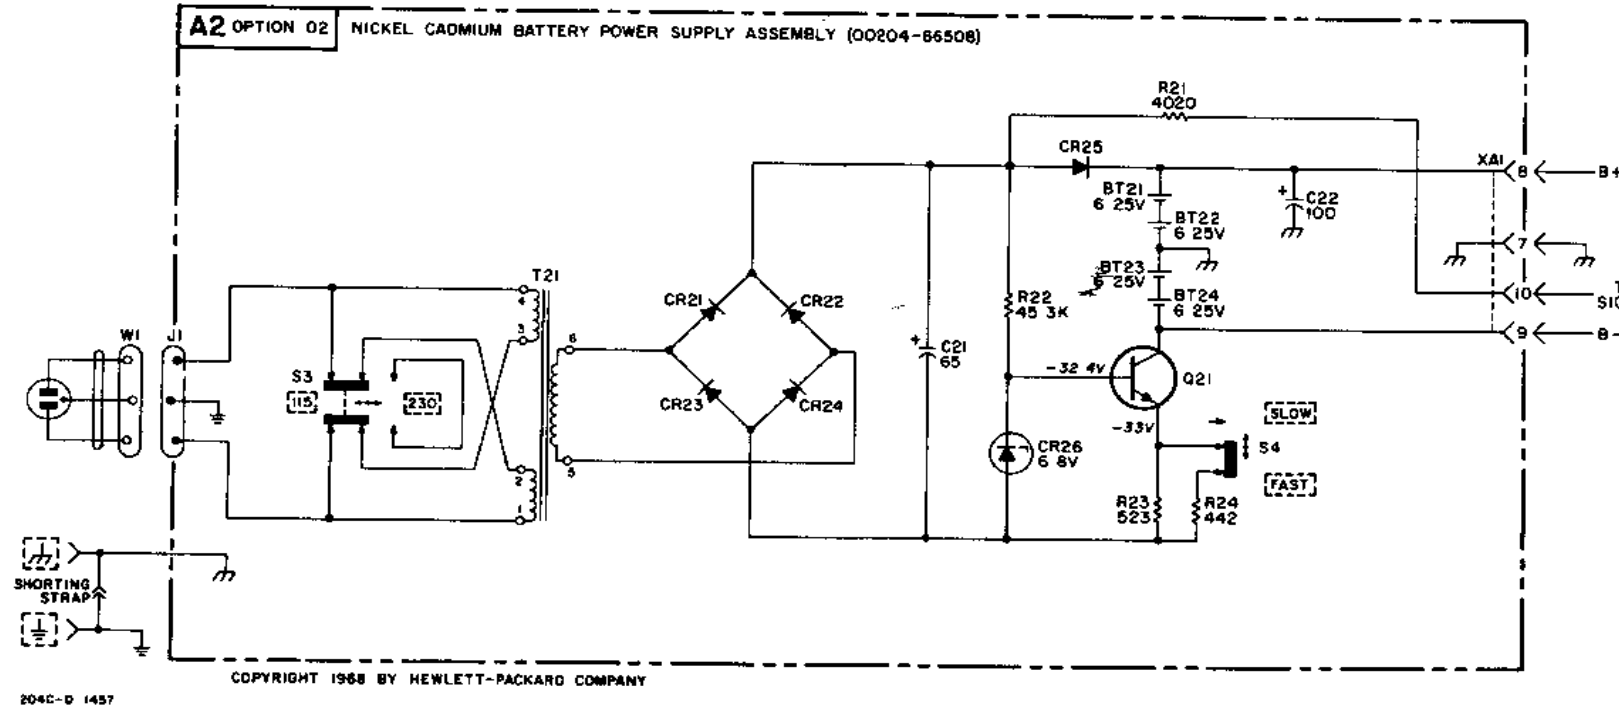 A2 OPTION 02 NICKEL CADMIUM BATTERY POWER SUPPLY ASSEMBLY (00204-66508)
R21
4020
CR25
XA1
8
B+
BT21
6 25V
+
C22
100
BT22
6 25V
7
BT23
6 25V
T21
4
CR21
CR22
R22
45 3K
BT24
6 25V
10
W1
J1
3
6
+
C21
65
9
B-
S3
115
230
CR23
CR24
-32 4V
Q21
-33V
SLOW
S4
CR26
6 8V
FAST
2
5
1
R23
523
R24
442
SHORTING
STRAP
COPYRIGHT 1968 BY HEWLETT-PACKARD COMPANY
204C-D 1457